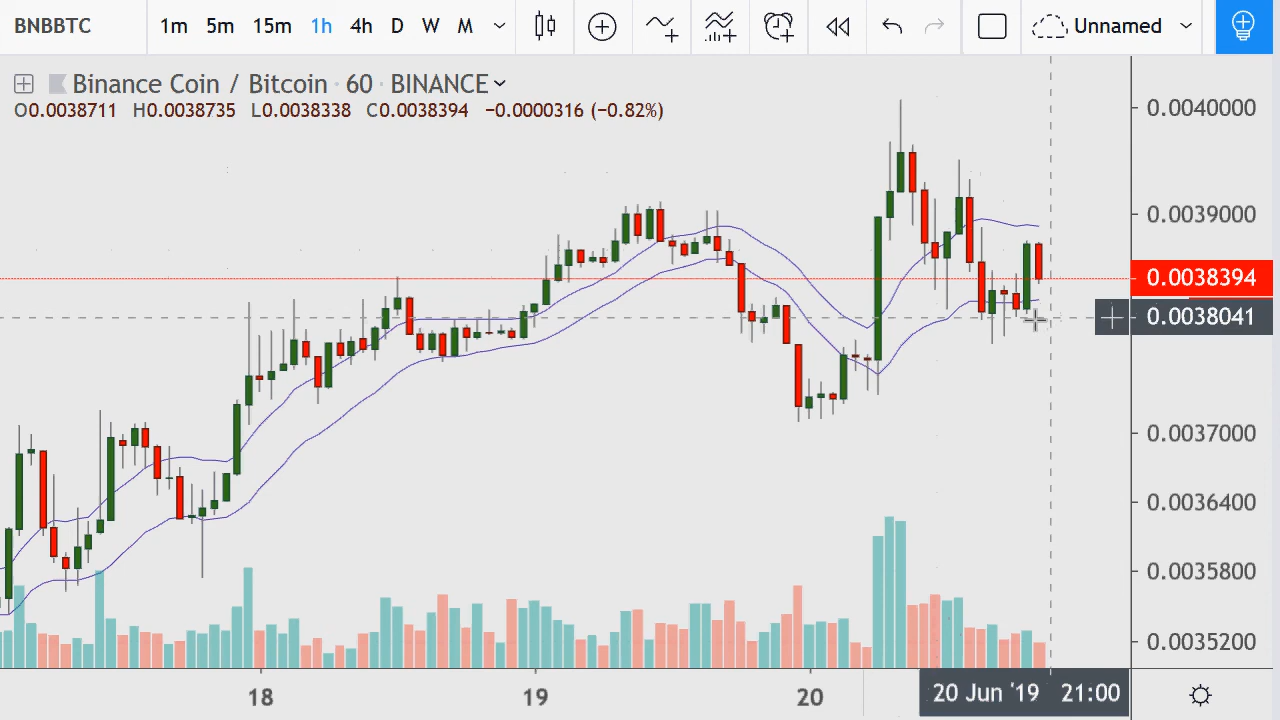 BNBBTC 1m 5m 15m 1h 4h D W M Unnamed
Binance Coin / Bitcoin · 60 · BINANCE
O0.0038711 H0.0038735 L0.0038338 C0.0038394 −0.0000316 (−0.82%)
0.0040000
0.0039000
0.0038394
0.0038041
0.0037000
0.0036400
0.0035800
0.0035200
18 19 20 20 Jun '19 21:00